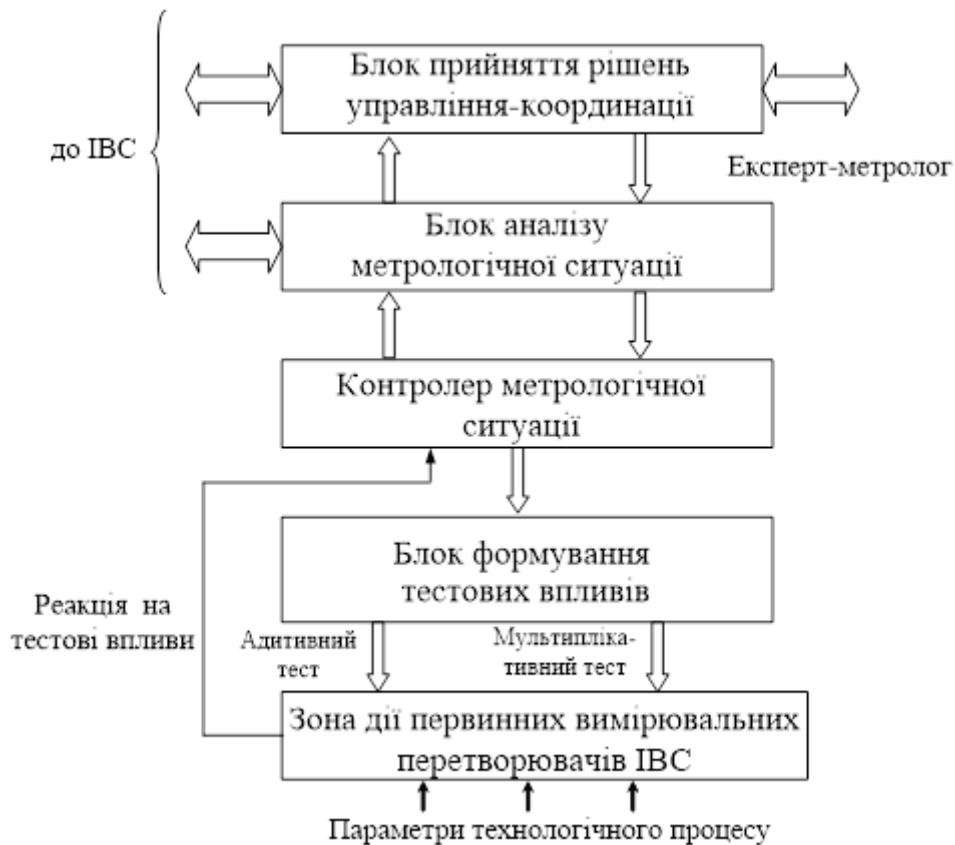 Блок прийняття рішень
управління-координації
до ІВС
Експерт-метролог
Блок аналізу
метрологічної ситуації
Контролер метрологічної
ситуації
Блок формування
тестових впливів
Реакція на
тестові впливи
Адитивний
тест
Мультипліка-
тивний тест
Зона дії первинних вимірювальних
перетворювачів ІВС
Параметри технологічного процесу